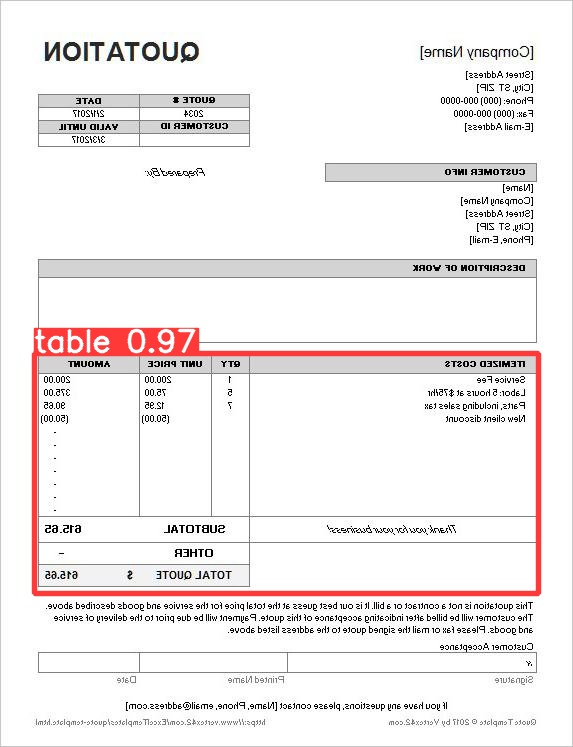 [Company Name] QUOTATION
[Street Address]
[City, ST ZIP]
Phone: (000) 000-0000
Fax: (000) 000-0000
[E-mail Address]
QUOTE # DATE
2034 2/1/2017
CUSTOMER ID VALID UNTIL
3/3/2017
CUSTOMER INFO Prepared By:
[Name]
[Company Name]
[Street Address]
[City, ST ZIP]
[Phone, E-mail]
DESCRIPTION OF WORK
table 0.97
ITEMIZED COSTS QTY UNIT PRICE AMOUNT
Service Fee 1 200.00 200.00
Labor: 5 hours at $75/hr 5 75.00 375.00
Parts, including sales tax 7 12.95 90.65
New client discount (50.00) (50.00)
-
-
-
-
-
-
-
Thank you for your business! SUBTOTAL 615.65
OTHER -
TOTAL QUOTE $ 615.65
This quotation is not a contract or a bill. It is our best guess at the total price for the service and goods described above.
The customer will be billed after indicating acceptance of this quote. Payment will be due prior to the delivery of service
and goods. Please fax or mail the signed quote to the address listed above.
Customer Acceptance
x
Signature Printed Name Date
If you have any questions, please contact [Name, Phone, email@address.com]
Quote Template © 2017 by Vertex42.com https://www.vertex42.com/ExcelTemplates/quote-template.html